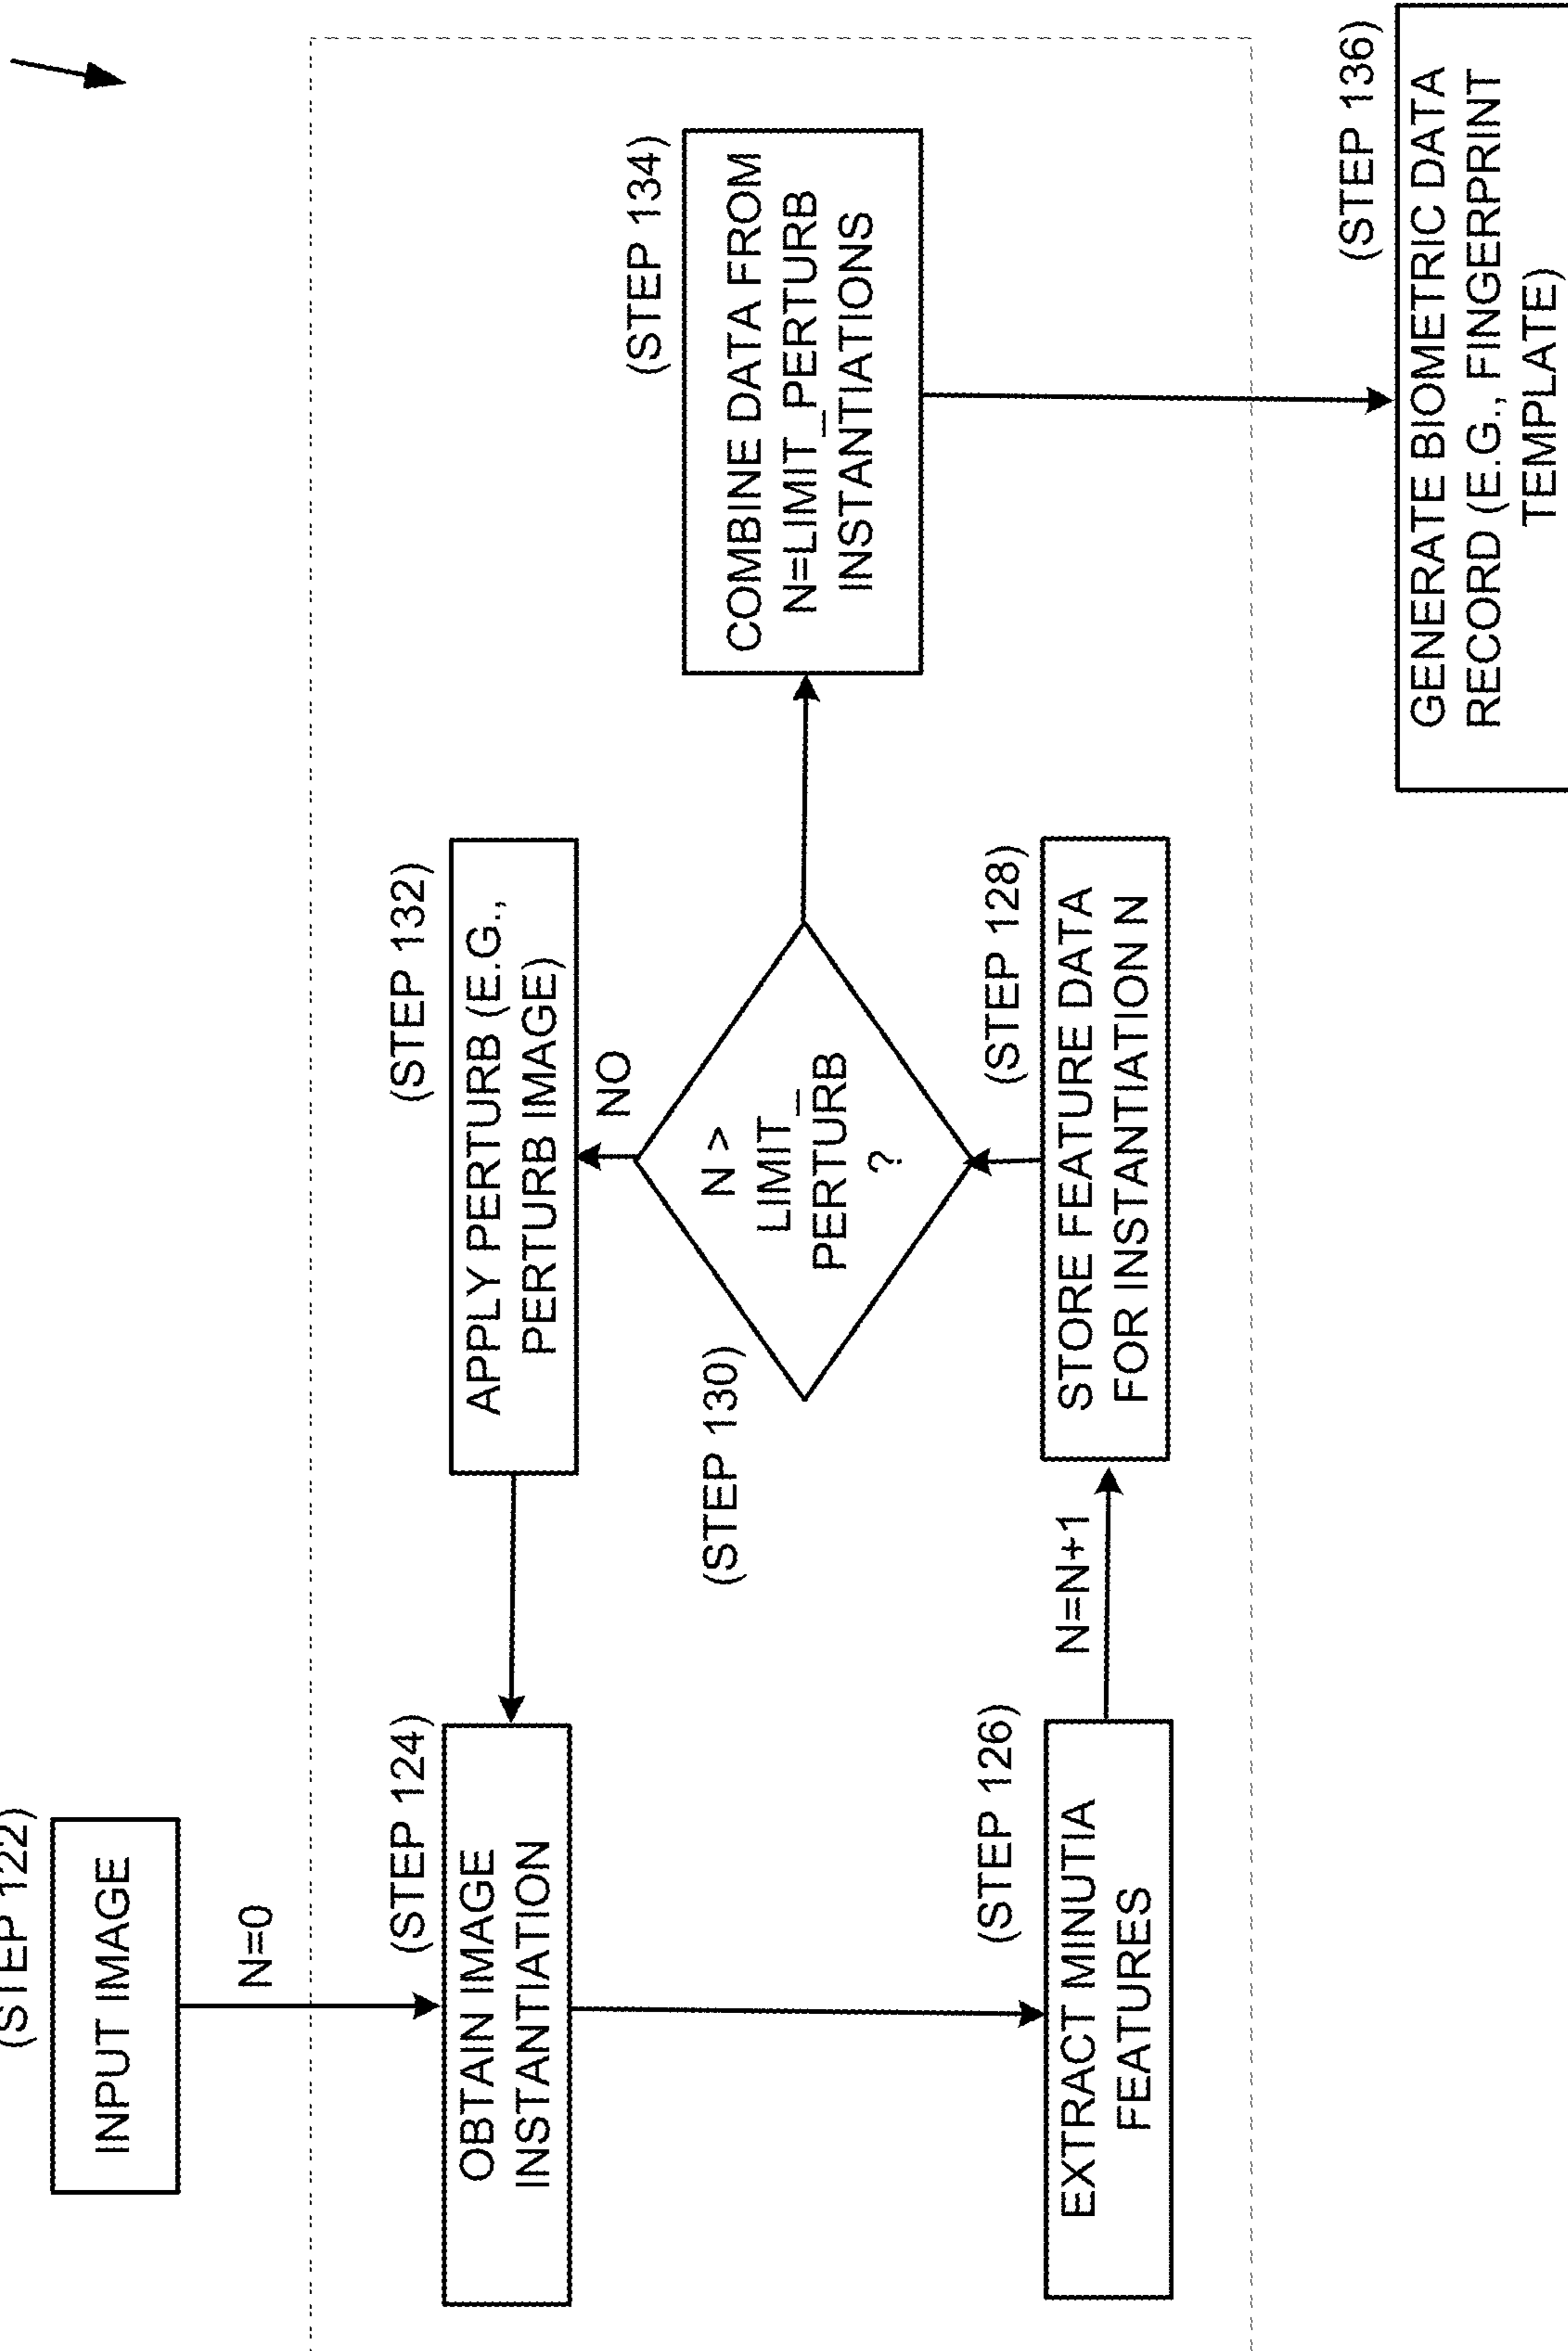 (STEP 122)
INPUT IMAGE
N=0
(STEP 124)
OBTAIN IMAGE
INSTANTIATION
(STEP 126)
EXTRACT MINUTIA
FEATURES
N=N+1
(STEP 128)
STORE FEATURE DATA
FOR INSTANTIATION N
(STEP 130)
N >
LIMIT_
PERTURB
?
NO
(STEP 132)
APPLY PERTURB (E.G.,
PERTURB IMAGE)
(STEP 134)
COMBINE DATA FROM
N=LIMIT_PERTURB
INSTANTIATIONS
(STEP 136)
GENERATE BIOMETRIC DATA
RECORD (E.G., FINGERPRINT
TEMPLATE)